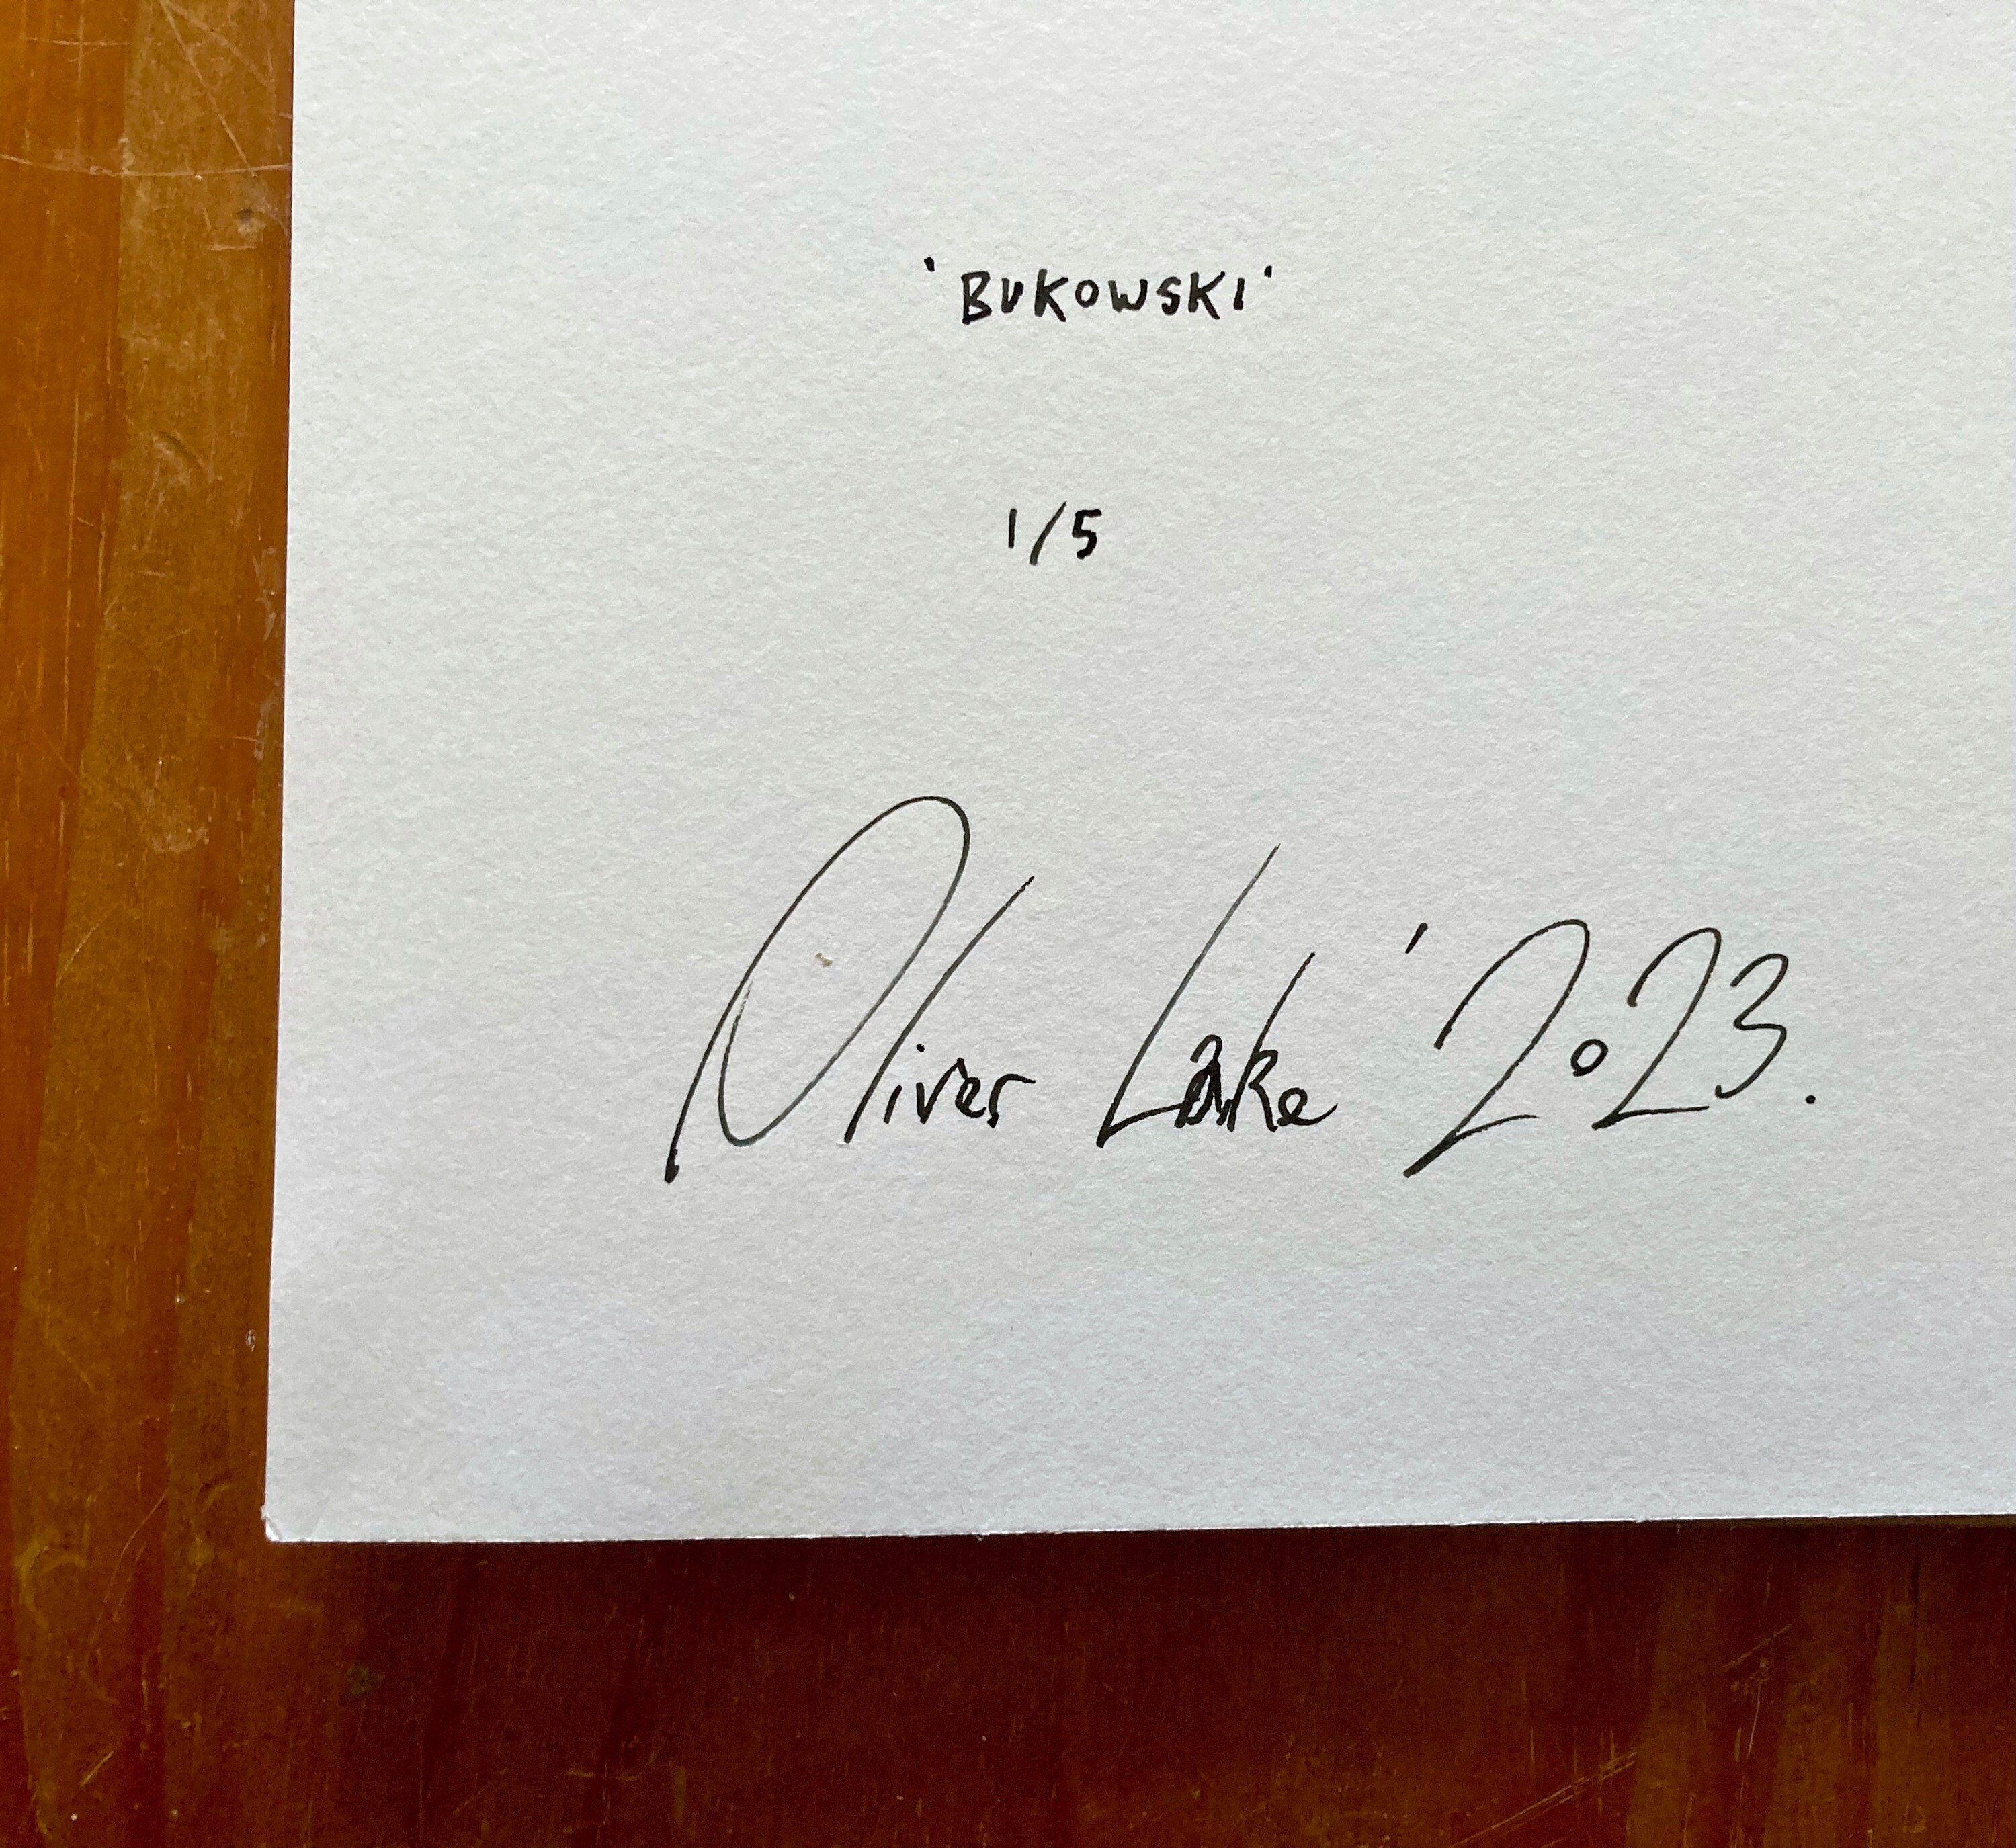 'BUKOWSKI'
1/5
Oliver Lake '2023.